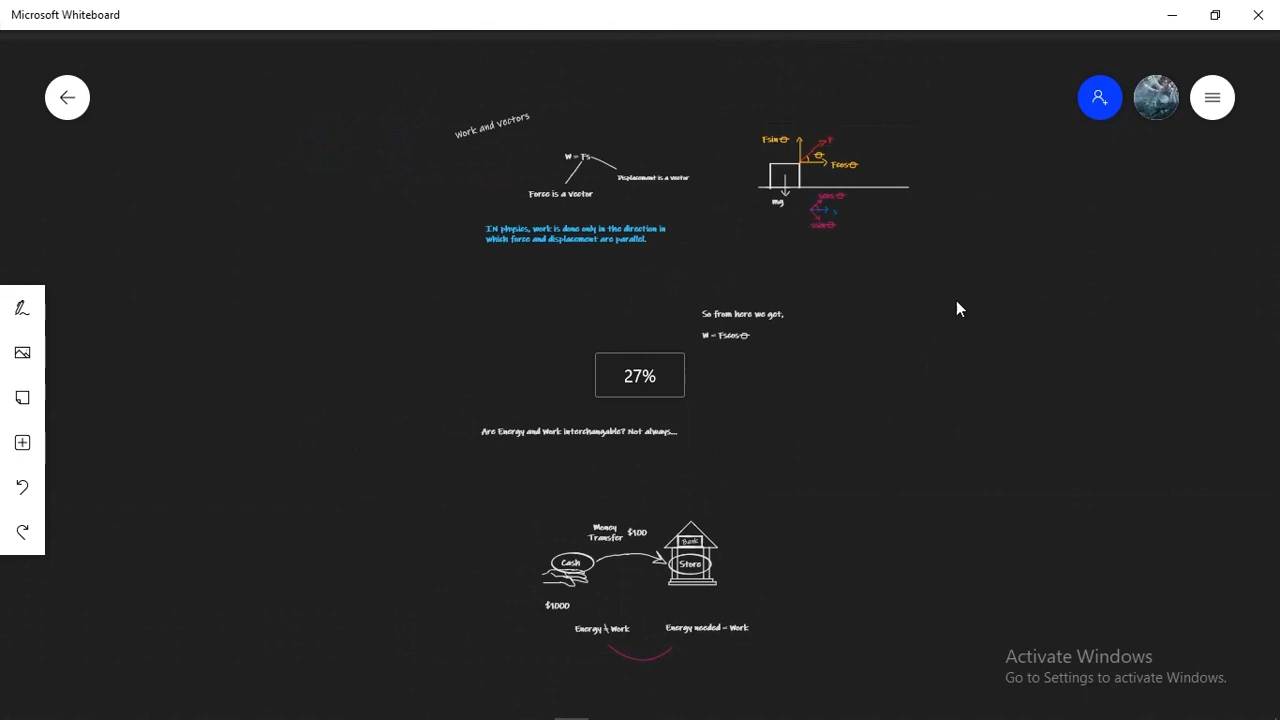 Microsoft Whiteboard
Work and Vectors
W = Fs
Displacement is a vector
Force is a vector
IN physics, work is done only in the direction in
which force and displacement are parallel.
Fsinθ
F
θ
Fcosθ
mg
scosθ
s
ssinθ
So from here we get,
W = Fscosθ
27%
Are Energy and Work interchangable? Not always...
Money
Transfer
$100
Bank
Cash
Store
$1000
Energy ≠ Work
Energy needed = Work
Activate Windows
Go to Settings to activate Windows.